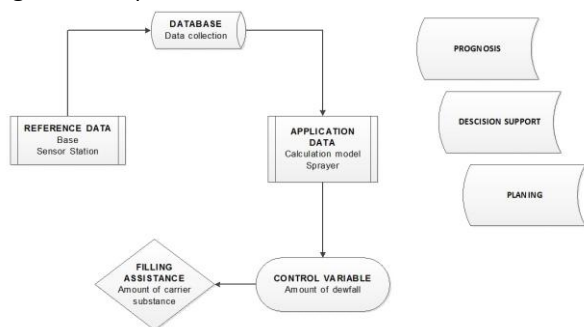 DATABASE
Data collection
PROGNOSIS
REFERENCE DATA
Base
Sensor Station
APPLICATION
DATA
Calculation model
Sprayer
DESCISION SUPPORT
PLANING
FILLING
ASSISTANCE
Amount of carrier
substance
CONTROL VARIABLE
Amount of dewfall